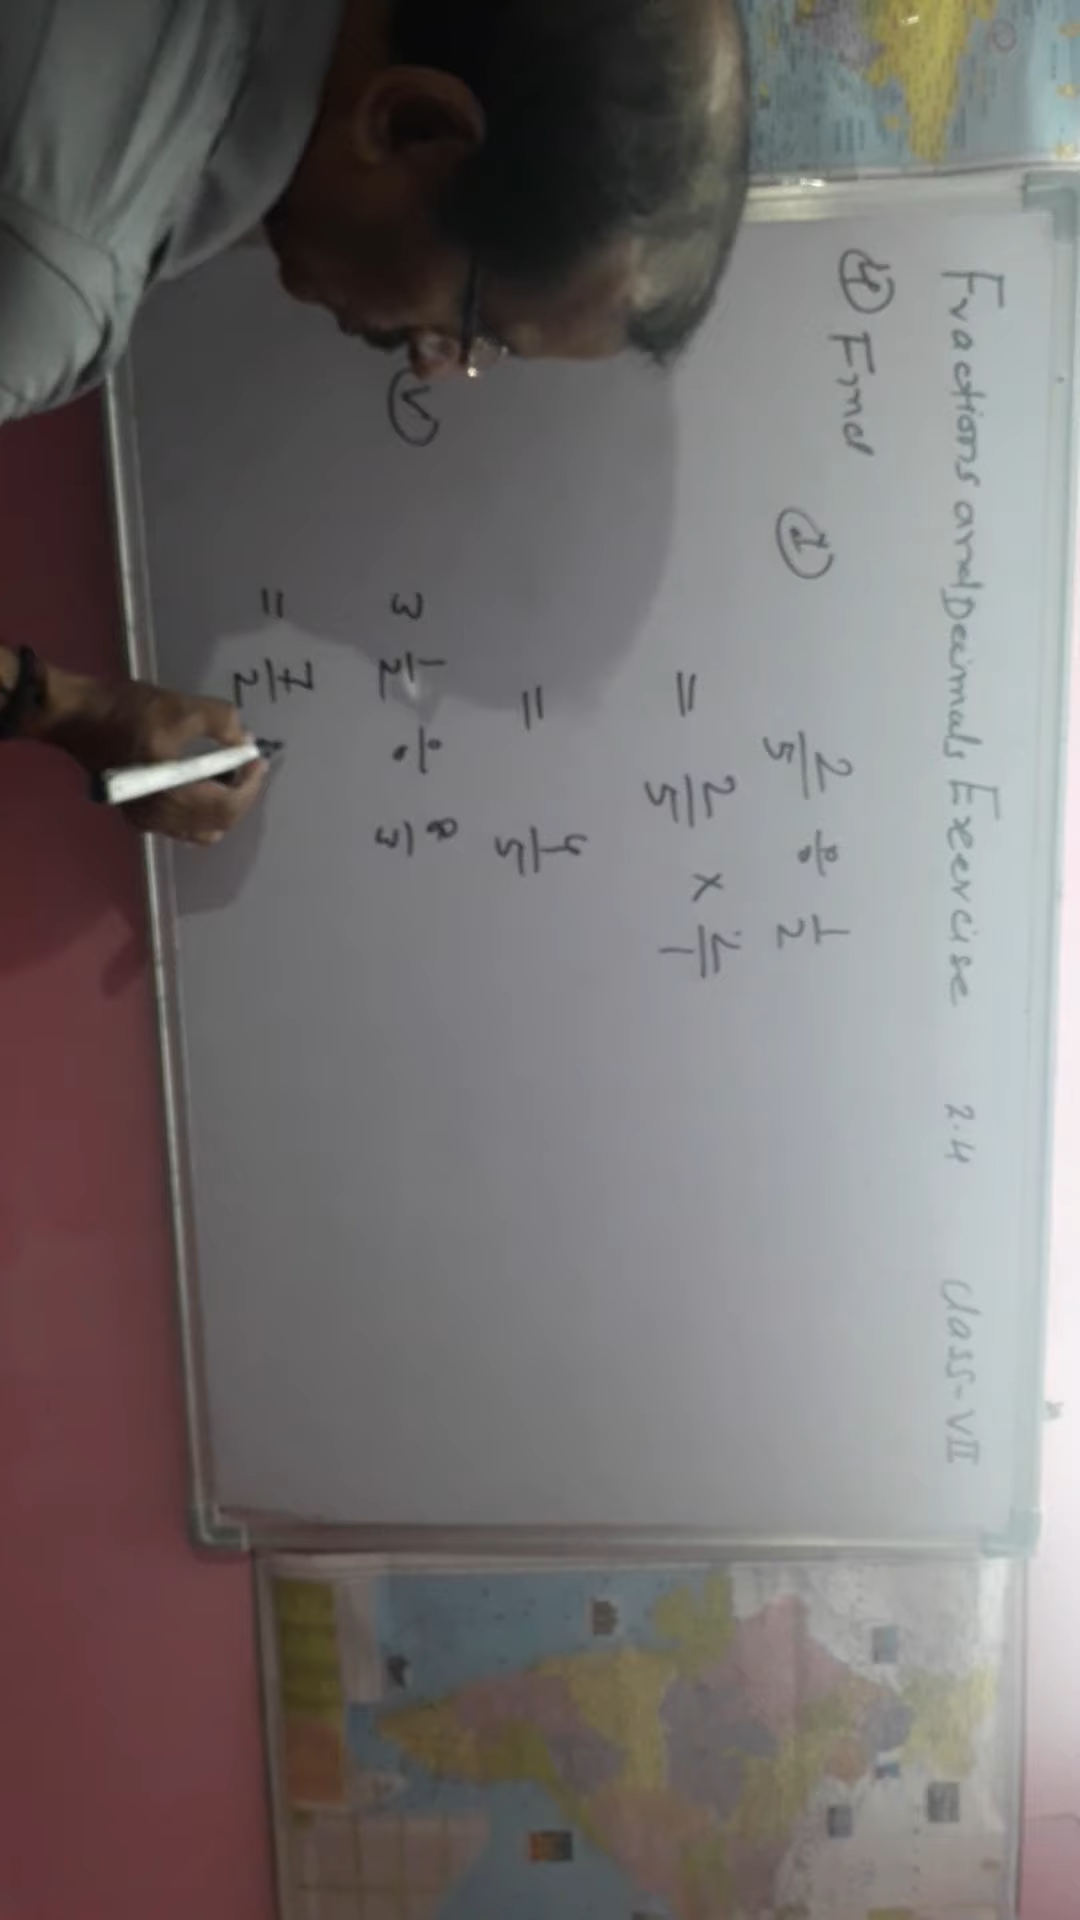 Fractions and Decimals Exercise 2.4 Class-VII
④ Find
① 2/5 ÷ 1/2
= 2/5 × 2/1
= 4/5
Ⓥ 3 1/2 ÷ 8/3
= 7/2